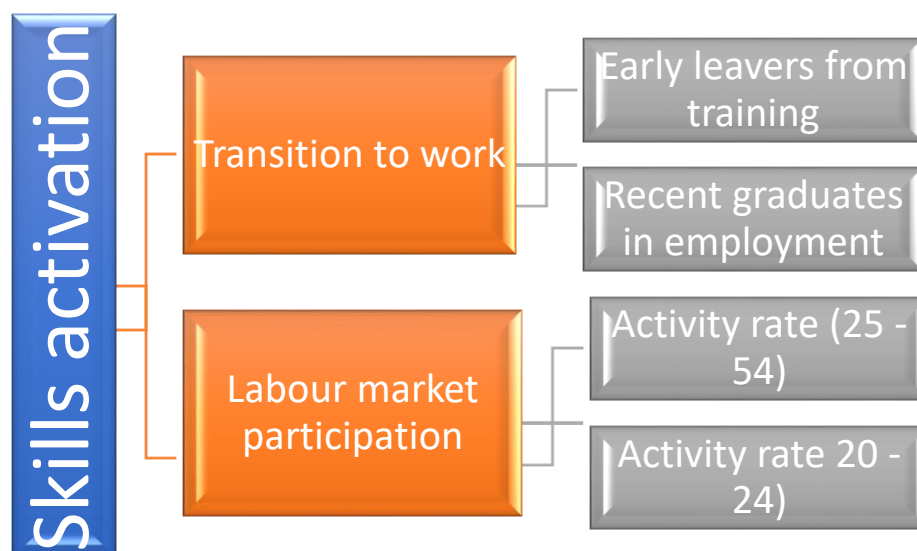 Skills activation
Transition to work
Early leavers from
training
Recent graduates
in employment
Labour market
participation
Activity rate (25 -
54)
Activity rate 20 -
24)